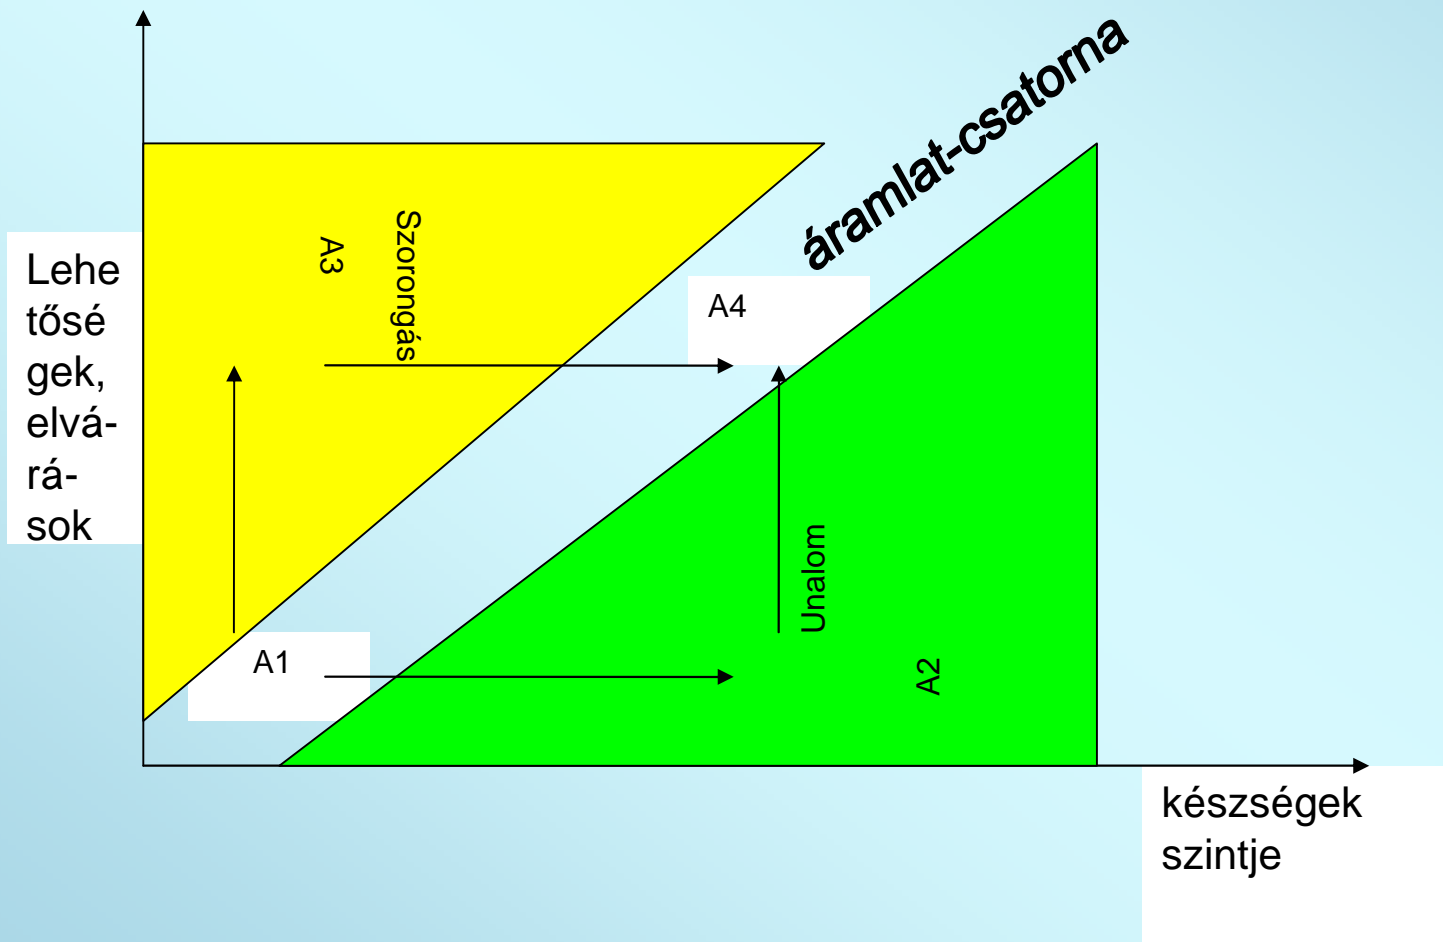 áramlat-csatorna
Szorongás
A3
Lehe
tősé
gek,
elvá-
rá-
sok
A4
Unalom
A1
A2
készségek
szintje